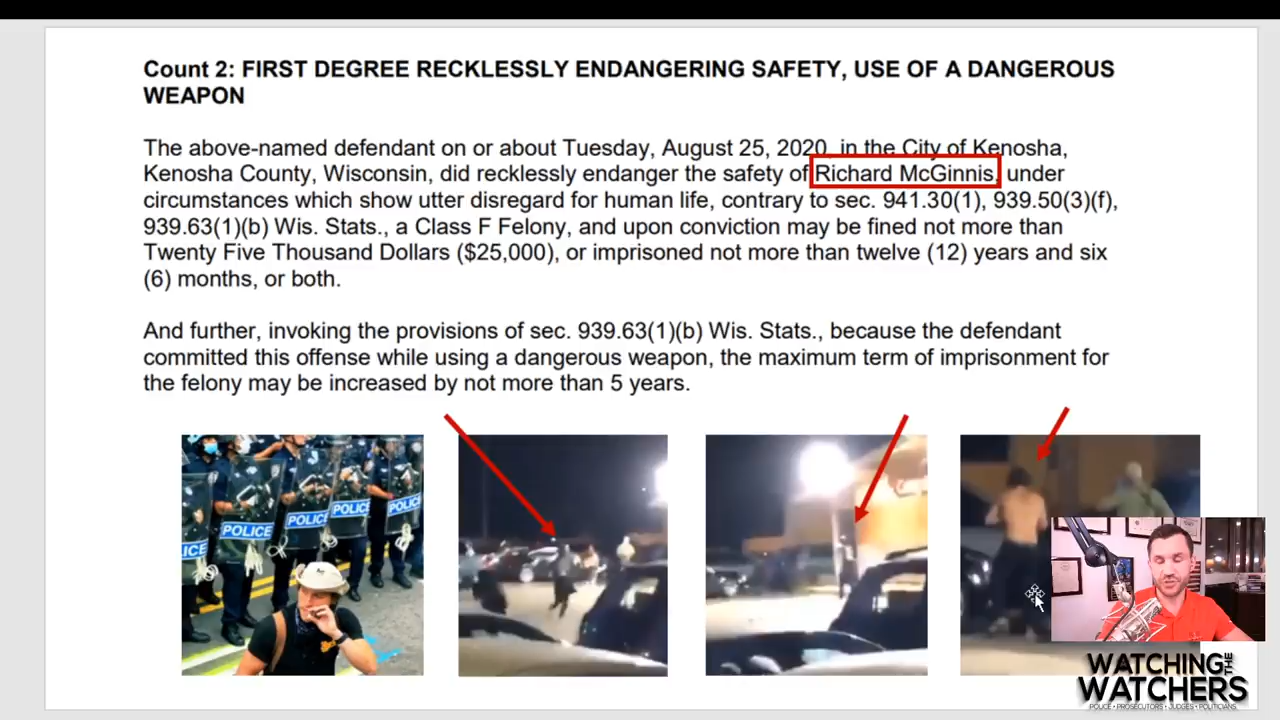 Count 2: FIRST DEGREE RECKLESSLY ENDANGERING SAFETY, USE OF A DANGEROUS
WEAPON
The above-named defendant on or about Tuesday, August 25, 2020, in the City of Kenosha,
Kenosha County, Wisconsin, did recklessly endanger the safety of Richard McGinnis, under
circumstances which show utter disregard for human life, contrary to sec. 941.30(1), 939.50(3)(f),
939.63(1)(b) Wis. Stats., a Class F Felony, and upon conviction may be fined not more than
Twenty Five Thousand Dollars ($25,000), or imprisoned not more than twelve (12) years and six
(6) months, or both.
And further, invoking the provisions of sec. 939.63(1)(b) Wis. Stats., because the defendant
committed this offense while using a dangerous weapon, the maximum term of imprisonment for
the felony may be increased by not more than 5 years.
POLICE
POLICE
POLICE
POLICE
LICE
WATCHING THE
WATCHERS
POLICE • PROSECUTORS • JUDGES • POLITICIANS